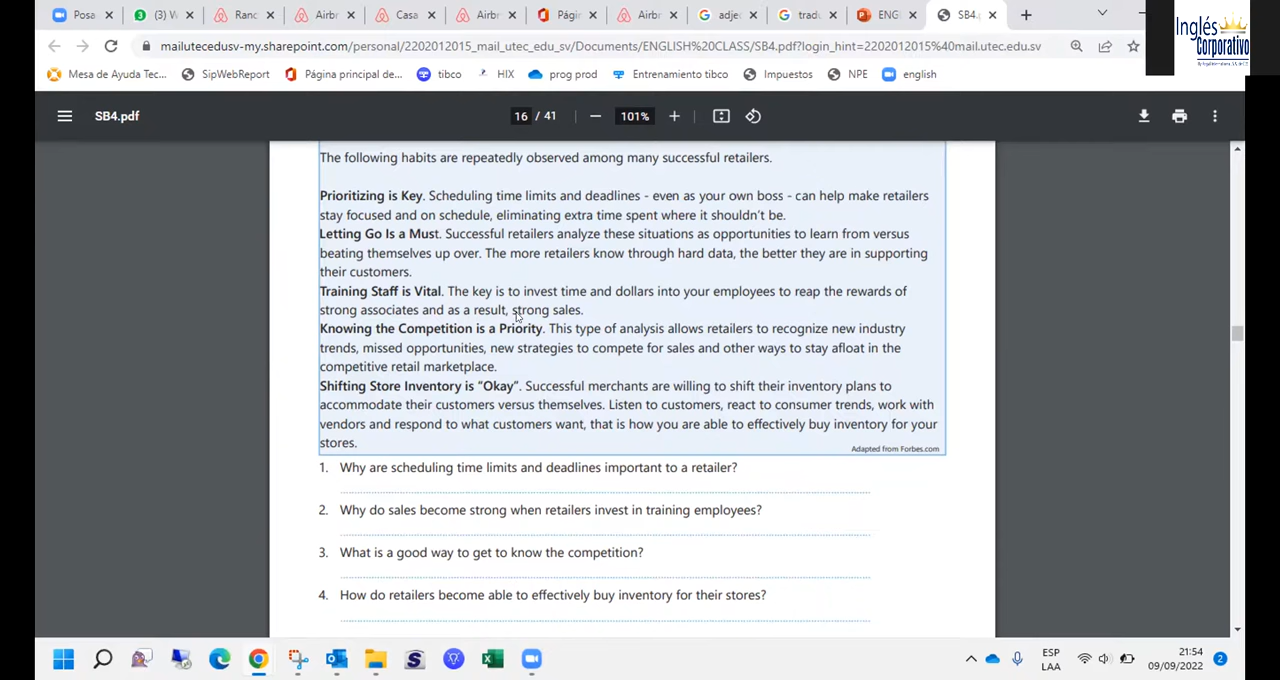 Posa
(3) W
Ranc
Airbr
Casa
Airbr
Págir
Airbr
adjec
tradu
ENGL
SB4.p
Inglés
Corporativo
mailutecedusv-my.sharepoint.com/personal/2202012015_mail_utec_edu_sv/Documents/ENGLISH%20CLASS/SB4.pdf?login_hint=2202012015%40mail.utec.edu.sv
Mesa de Ayuda Tec...
SipWebReport
Página principal de...
tibco
HIX
prog prod
Entrenamiento tibco
Impuestos
NPE
english
SB4.pdf
16 / 41
101%
The following habits are repeatedly observed among many successful retailers.
Prioritizing is Key. Scheduling time limits and deadlines - even as your own boss - can help make retailers
stay focused and on schedule, eliminating extra time spent where it shouldn't be.
Letting Go Is a Must. Successful retailers analyze these situations as opportunities to learn from versus
beating themselves up over. The more retailers know through hard data, the better they are in supporting
their customers.
Training Staff is Vital. The key is to invest time and dollars into your employees to reap the rewards of
strong associates and as a result, strong sales.
Knowing the Competition is a Priority. This type of analysis allows retailers to recognize new industry
trends, missed opportunities, new strategies to compete for sales and other ways to stay afloat in the
competitive retail marketplace.
Shifting Store Inventory is “Okay”. Successful merchants are willing to shift their inventory plans to
accommodate their customers versus themselves. Listen to customers, react to consumer trends, work with
vendors and respond to what customers want, that is how you are able to effectively buy inventory for your
stores.
Adapted from Forbes.com
1. Why are scheduling time limits and deadlines important to a retailer?
2. Why do sales become strong when retailers invest in training employees?
3. What is a good way to get to know the competition?
4. How do retailers become able to effectively buy inventory for their stores?
ESP
LAA
21:54
09/09/2022
2